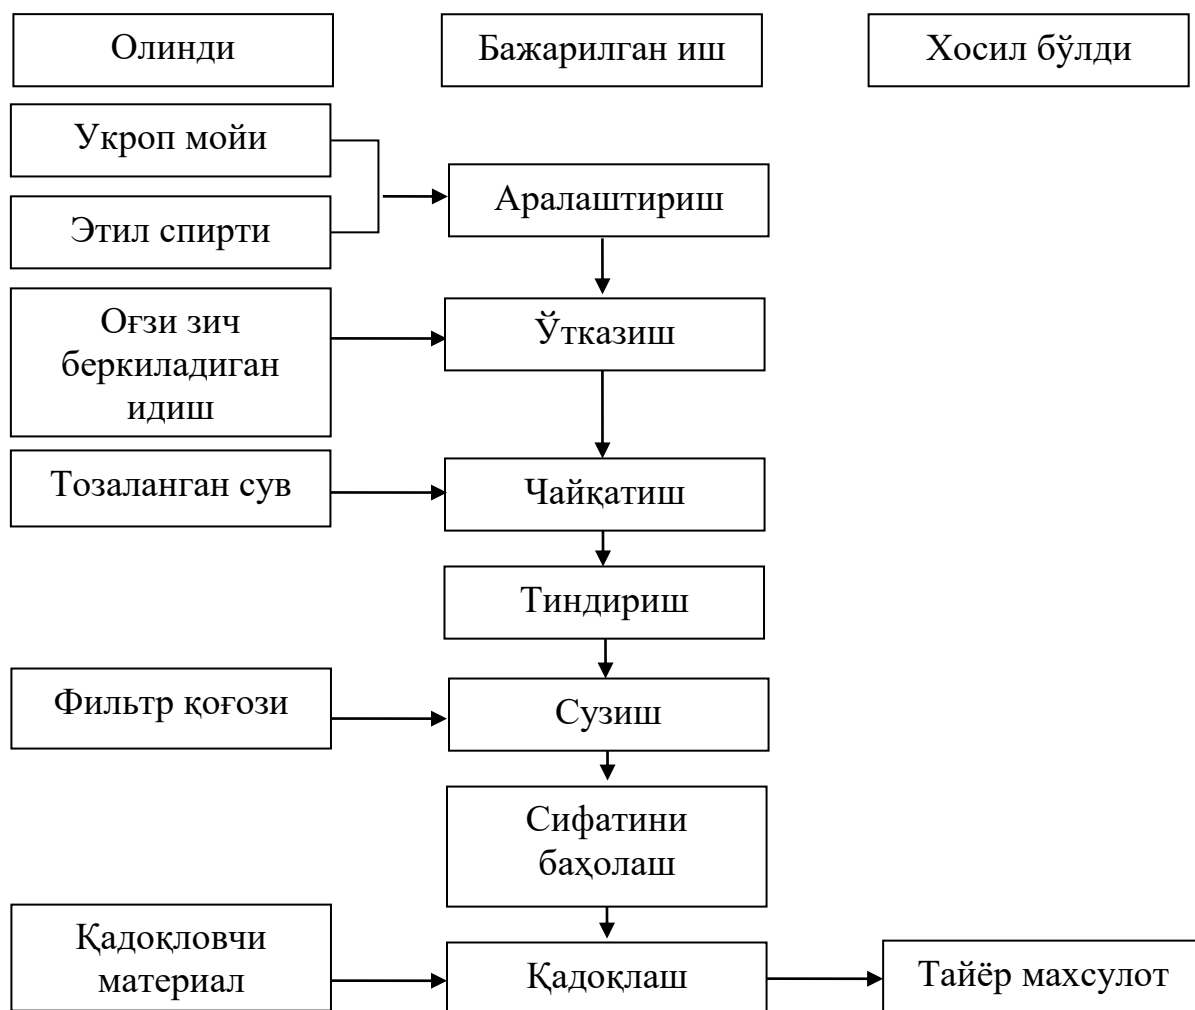 Олинди
Бажарилган иш
Хосил бўлди
Укроп мойи
Аралаштириш
Этил спирти
Оғзи зич
беркиладиган
идиш
Ўтказиш
Тозаланган сув
Чайқатиш
Тиндириш
Фильтр қоғози
Сузиш
Сифатини
баҳолаш
Қадоқловчи
материал
Қадоқлаш
Тайёр махсулот